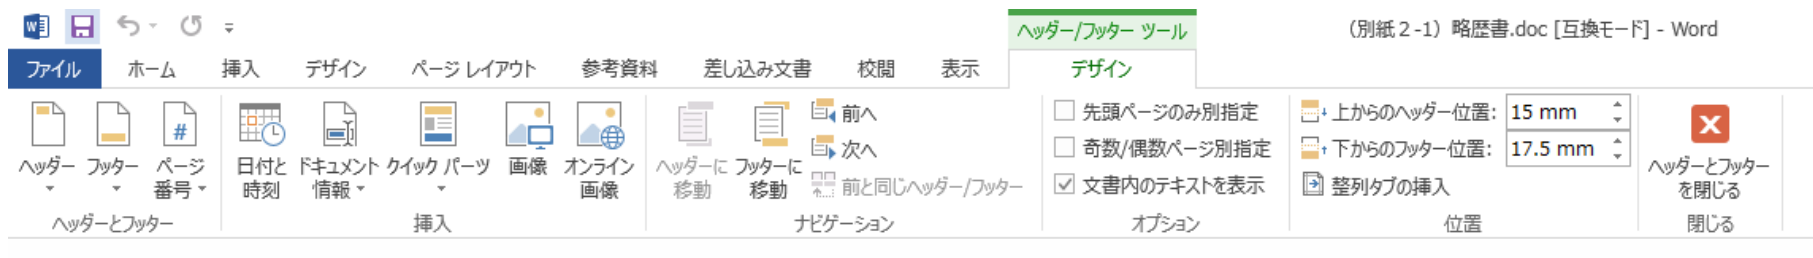 ヘッダー/フッター ツール
（別紙２-1）略歴書.doc [互換モード] - Word
ファイル ホーム 挿入 デザイン ページ レイアウト 参考資料 差し込み文書 校閲 表示 デザイン
ヘッダー
フッター
ページ
番号
ヘッダーとフッター
日付と
時刻
ドキュメント
情報
クイック パーツ
画像
オンライン
画像
挿入
ヘッダーに
移動
フッターに
移動
前へ
次へ
前と同じヘッダー/フッター
ナビゲーション
先頭ページのみ別指定
奇数/偶数ページ別指定
文書内のテキストを表示
オプション
上からのヘッダー位置: 15 mm
下からのフッター位置: 17.5 mm
整列タブの挿入
位置
ヘッダーとフッター
を閉じる
閉じる